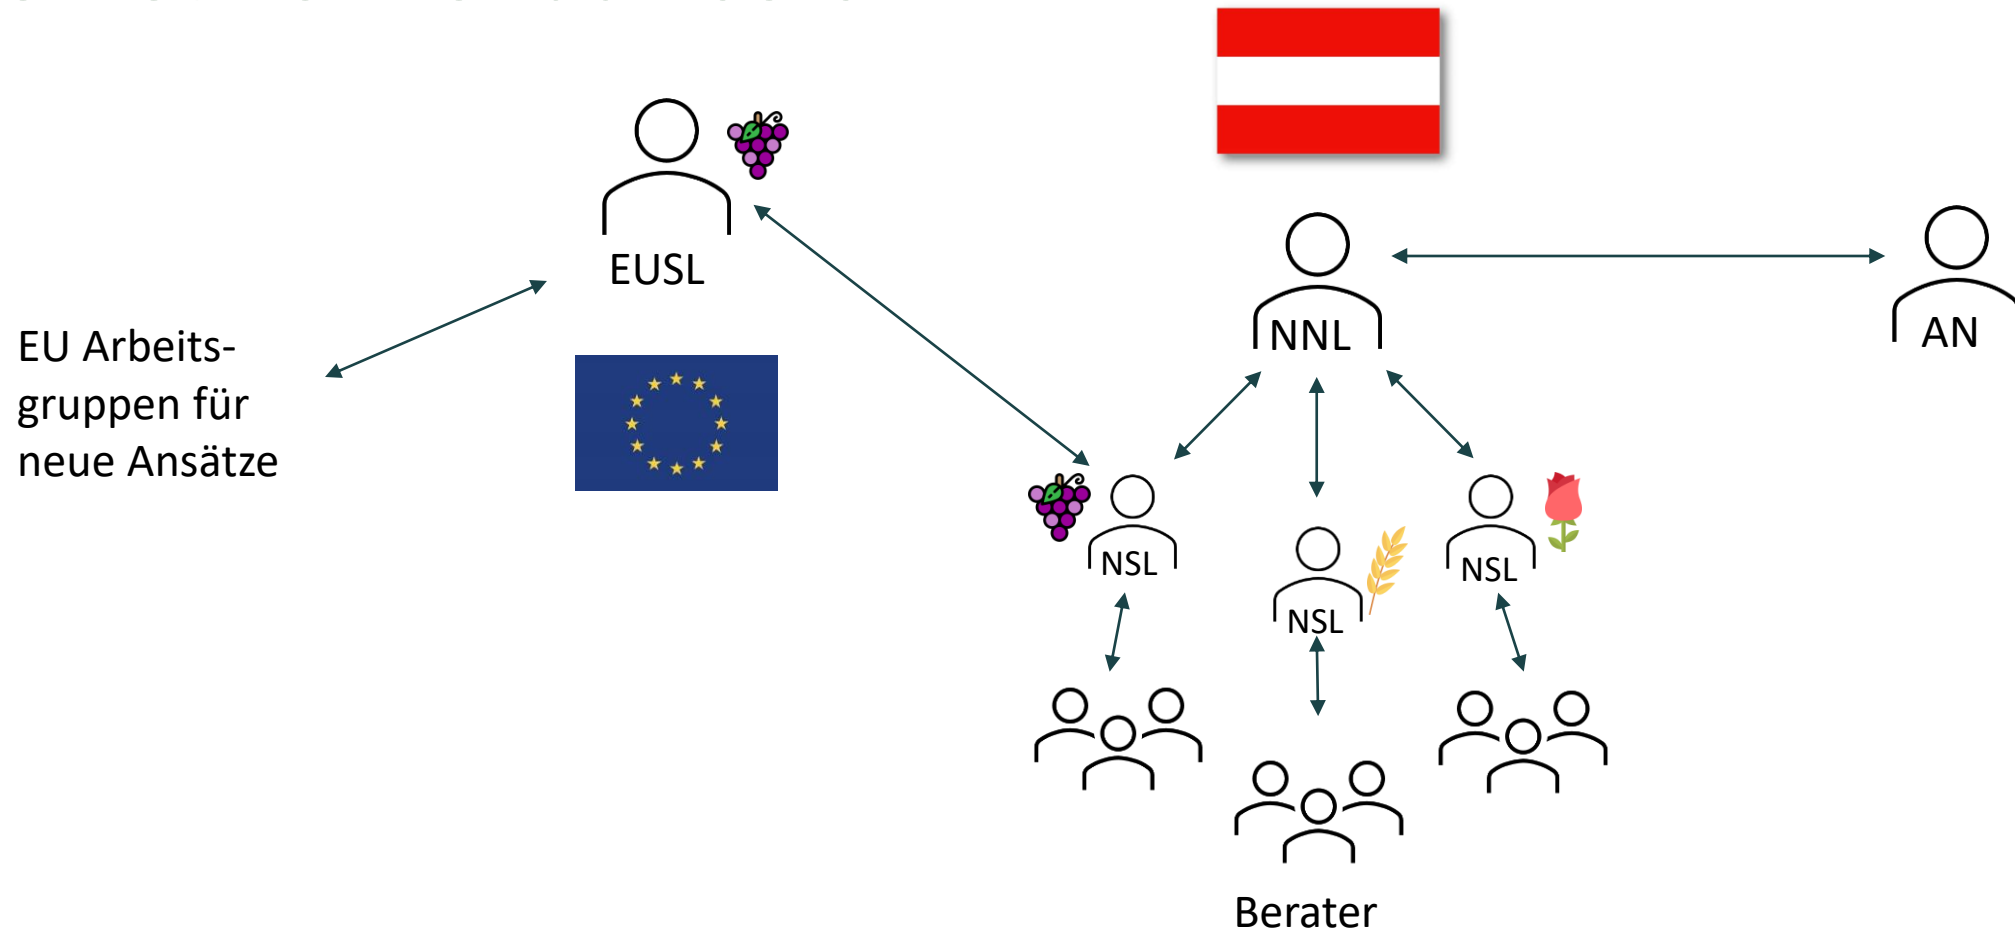 EUSL
EU Arbeits-
gruppen für
neue Ansätze
NNL
AN
NSL
NSL
NSL
Berater